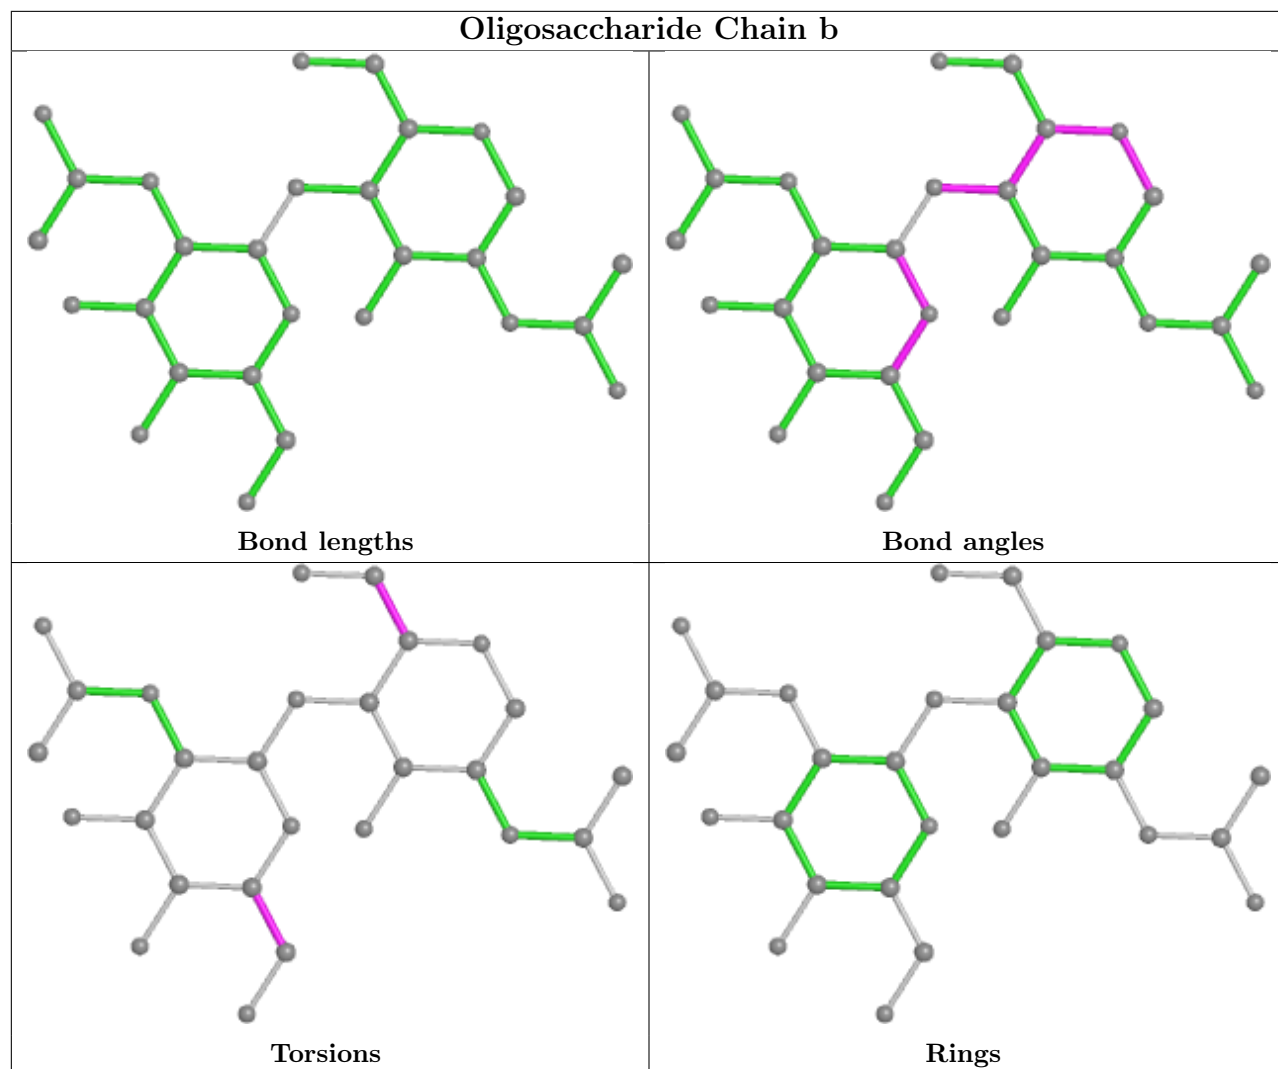 Oligosaccharide Chain b
Bond lengths
Bond angles
Torsions
Rings